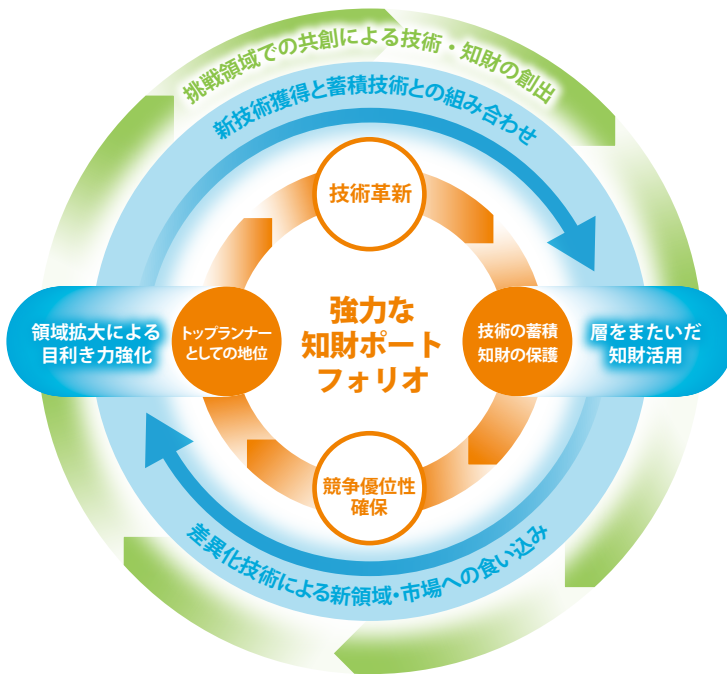 挑戦領域での共創による技術・知財の創出
新技術獲得と蓄積技術との組み合わせ
技術革新
強力な
知財ポート
フォリオ
領域拡大による
目利き力強化
トップランナー
としての地位
技術の蓄積
知財の保護
層をまたいだ
知財活用
競争優位性
確保
差異化技術による新領域・市場への食い込み